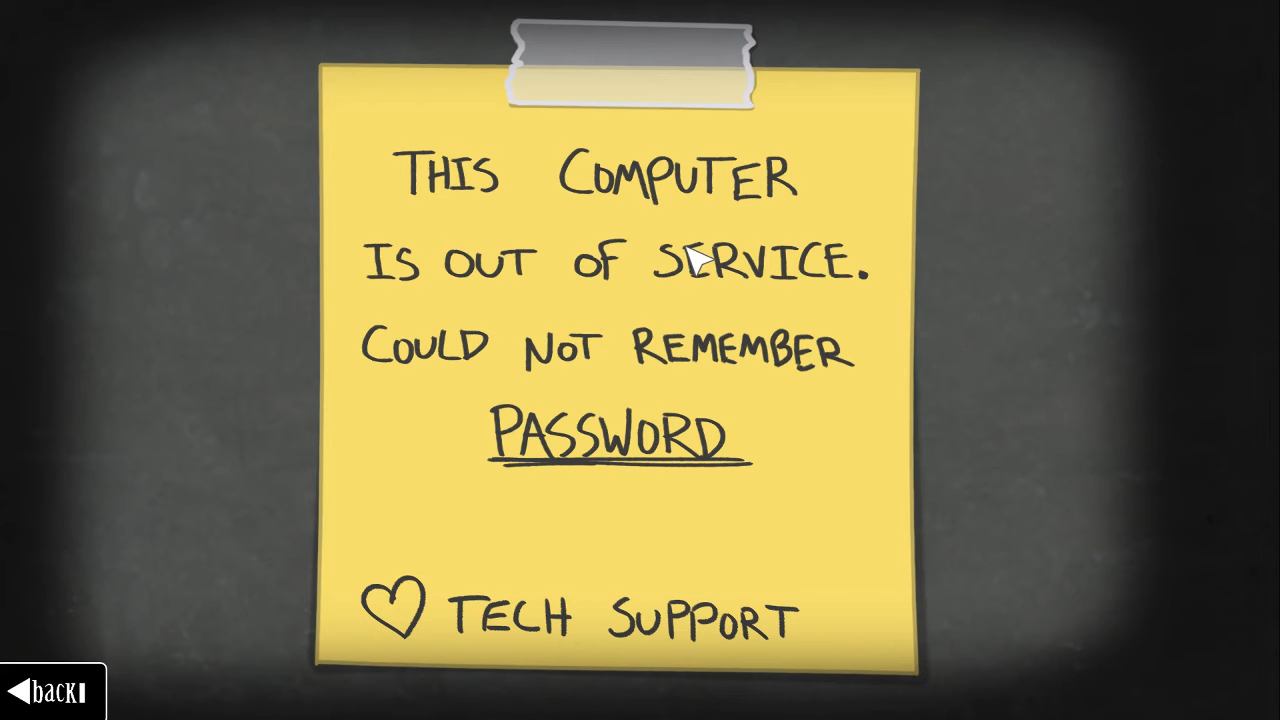 THIS COMPUTER
IS OUT OF SERVICE.
COULD NOT REMEMBER
PASSWORD
♡ TECH SUPPORT
BACK